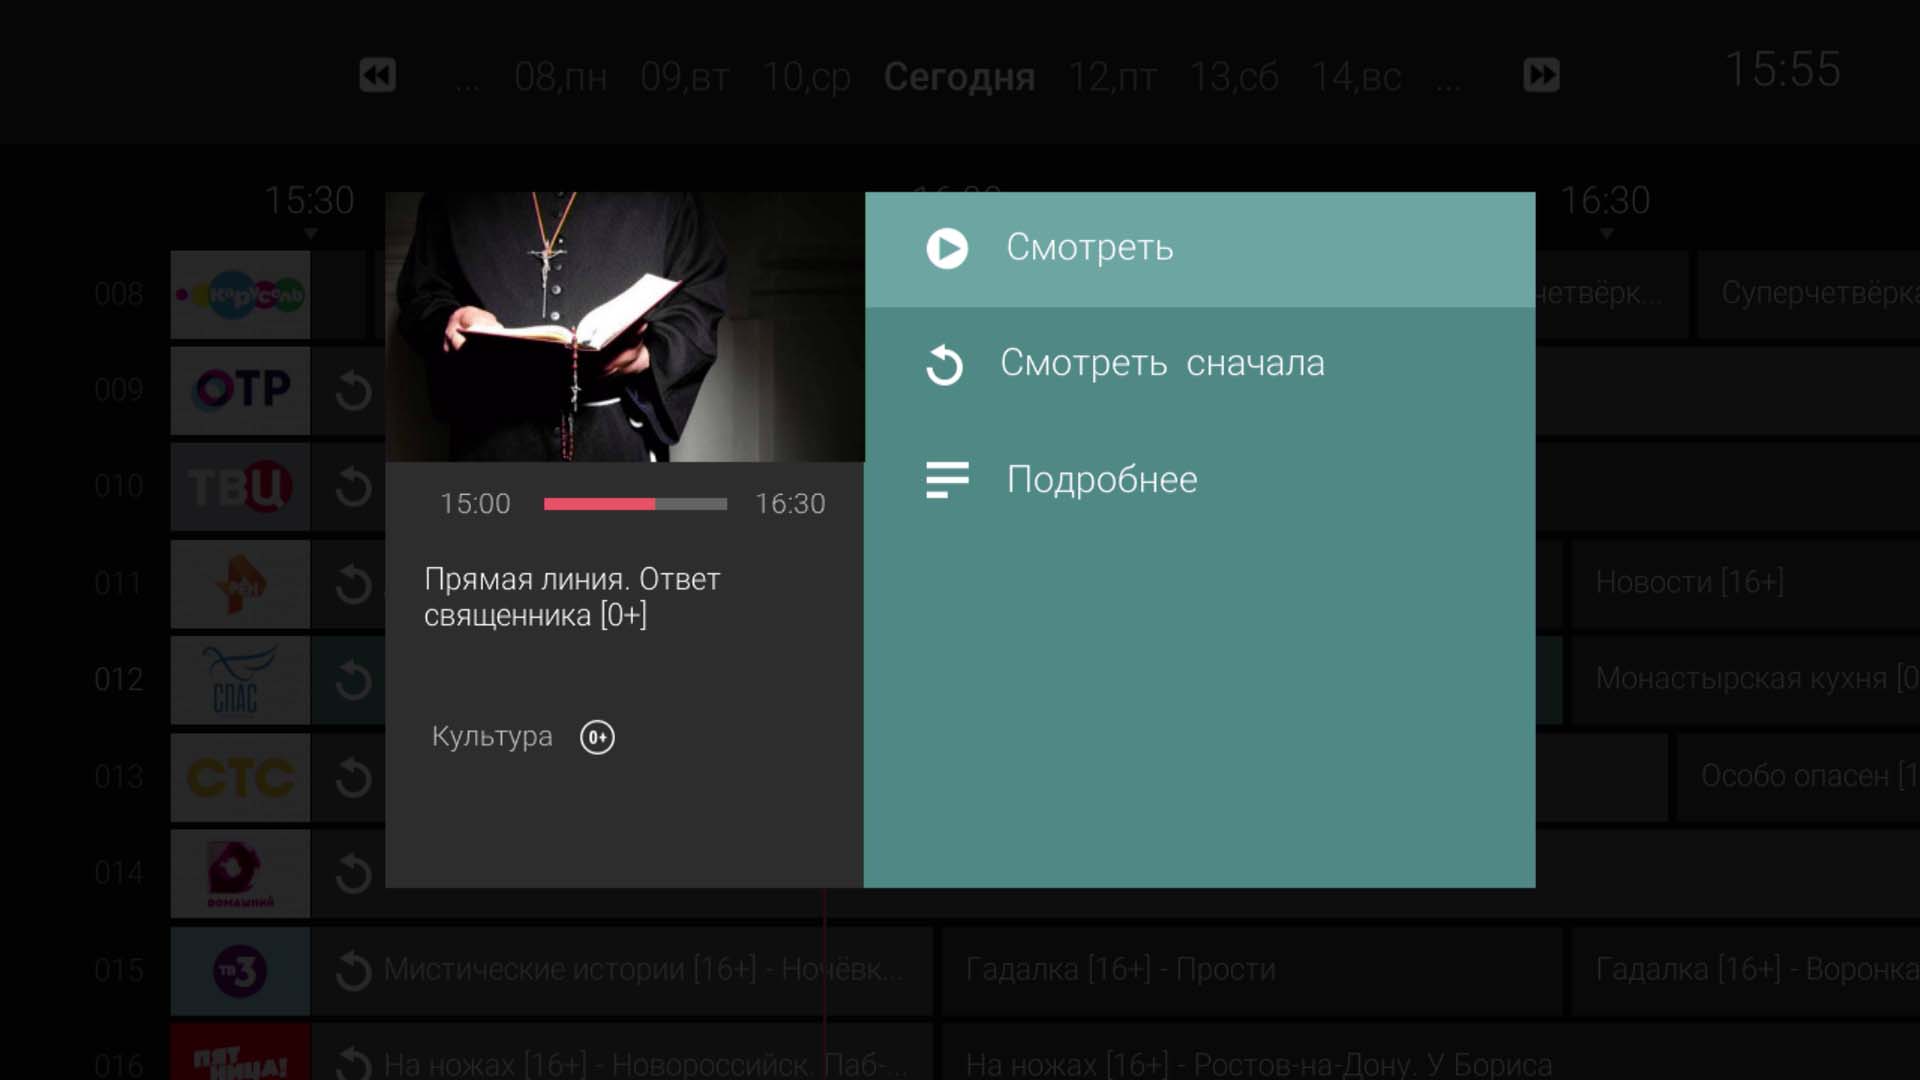 ... 08,пн 09,вт 10,ср Сегодня 12,пт 13,сб 14,вс ... 15:55
15:30 16:30
008 Карусель четвёрк... Суперчетвёрка
009 ОТР
010 ТВЦ
011 РЕН Новости [16+]
012 СПАС Монастырская кухня [0
013 СТС Особо опасен [1
014 ДОМАШНИЙ
015 ТВ3 Мистические истории [16+] - Ночёвк... Гадалка [16+] - Прости Гадалка [16+] - Воронка
016 ПЯТНИЦА! На ножах [16+] - Новороссийск. Паб-... На ножах [16+] - Ростов-на-Дону. У Бориса
15:00 16:30
Прямая линия. Ответ
священника [0+]
Культура 0+
Смотреть
Смотреть сначала
Подробнее